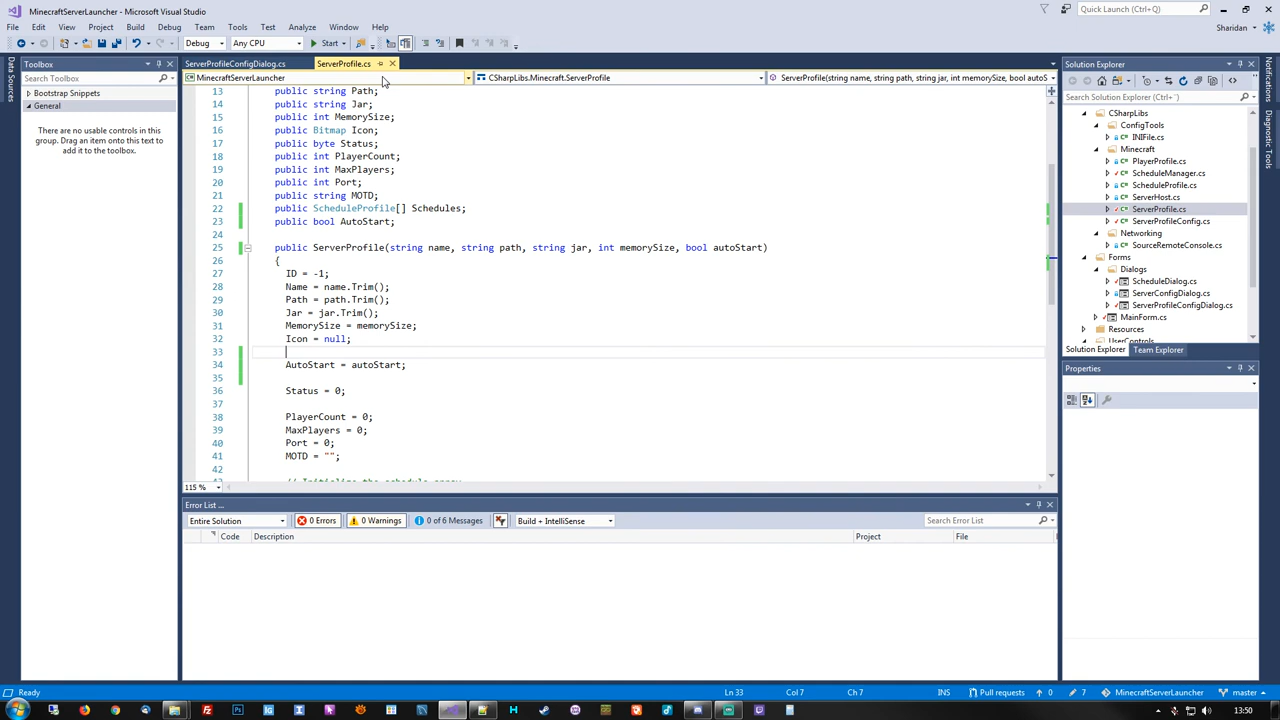 MinecraftServerLauncher - Microsoft Visual Studio
Quick Launch (Ctrl+Q)
File Edit View Project Build Debug Team Tools Test Analyze Window Help
Sharidan
Debug Any CPU Start
Data Sources
Toolbox
Search Toolbox
Bootstrap Snippets
General
There are no usable controls in this
group. Drag an item onto this text to
add it to the toolbox.
ServerProfileConfigDialog.cs ServerProfile.cs
MinecraftServerLauncher CSharpLibs.Minecraft.ServerProfile ServerProfile(string name, string path, string jar, int memorySize, bool autoS
13 public string Path;
14 public string Jar;
15 public int MemorySize;
16 public Bitmap Icon;
17 public byte Status;
18 public int PlayerCount;
19 public int MaxPlayers;
20 public int Port;
21 public string MOTD;
22 public ScheduleProfile[] Schedules;
23 public bool AutoStart;
24
25 public ServerProfile(string name, string path, string jar, int memorySize, bool autoStart)
26 {
27 ID = -1;
28 Name = name.Trim();
29 Path = path.Trim();
30 Jar = jar.Trim();
31 MemorySize = memorySize;
32 Icon = null;
33
34 AutoStart = autoStart;
35
36 Status = 0;
37
38 PlayerCount = 0;
39 MaxPlayers = 0;
40 Port = 0;
41 MOTD = "";
42
// Initialize the schedule array
115 %
Error List ...
Entire Solution 0 Errors 0 Warnings 0 of 6 Messages Build + IntelliSense
Search Error List
Code Description Project File
Solution Explorer
Search Solution Explorer (Ctrl+¨)
CSharpLibs
ConfigTools
INIFile.cs
Minecraft
PlayerProfile.cs
ScheduleManager.cs
ScheduleProfile.cs
ServerHost.cs
ServerProfile.cs
ServerProfileConfig.cs
Networking
SourceRemoteConsole.cs
Forms
Dialogs
ScheduleDialog.cs
ServerConfigDialog.cs
ServerProfileConfigDialog.cs
MainForm.cs
Resources
UserControls
Solution Explorer Team Explorer
Properties
Notifications
Diagnostic Tools
Ready Ln 33 Col 7 Ch 7 INS Pull requests 0 7 MinecraftServerLauncher master
13:50